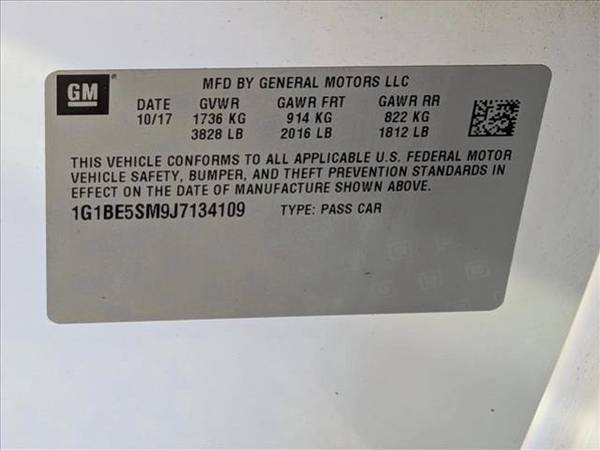 GM
MFD BY GENERAL MOTORS LLC
DATE GVWR GAWR FRT GAWR RR
10/17 1736 KG 914 KG 822 KG
3828 LB 2016 LB 1812 LB
THIS VEHICLE CONFORMS TO ALL APPLICABLE U.S. FEDERAL MOTOR
VEHICLE SAFETY, BUMPER, AND THEFT PREVENTION STANDARDS IN
EFFECT ON THE DATE OF MANUFACTURE SHOWN ABOVE.
1G1BE5SM9J7134109 TYPE: PASS CAR